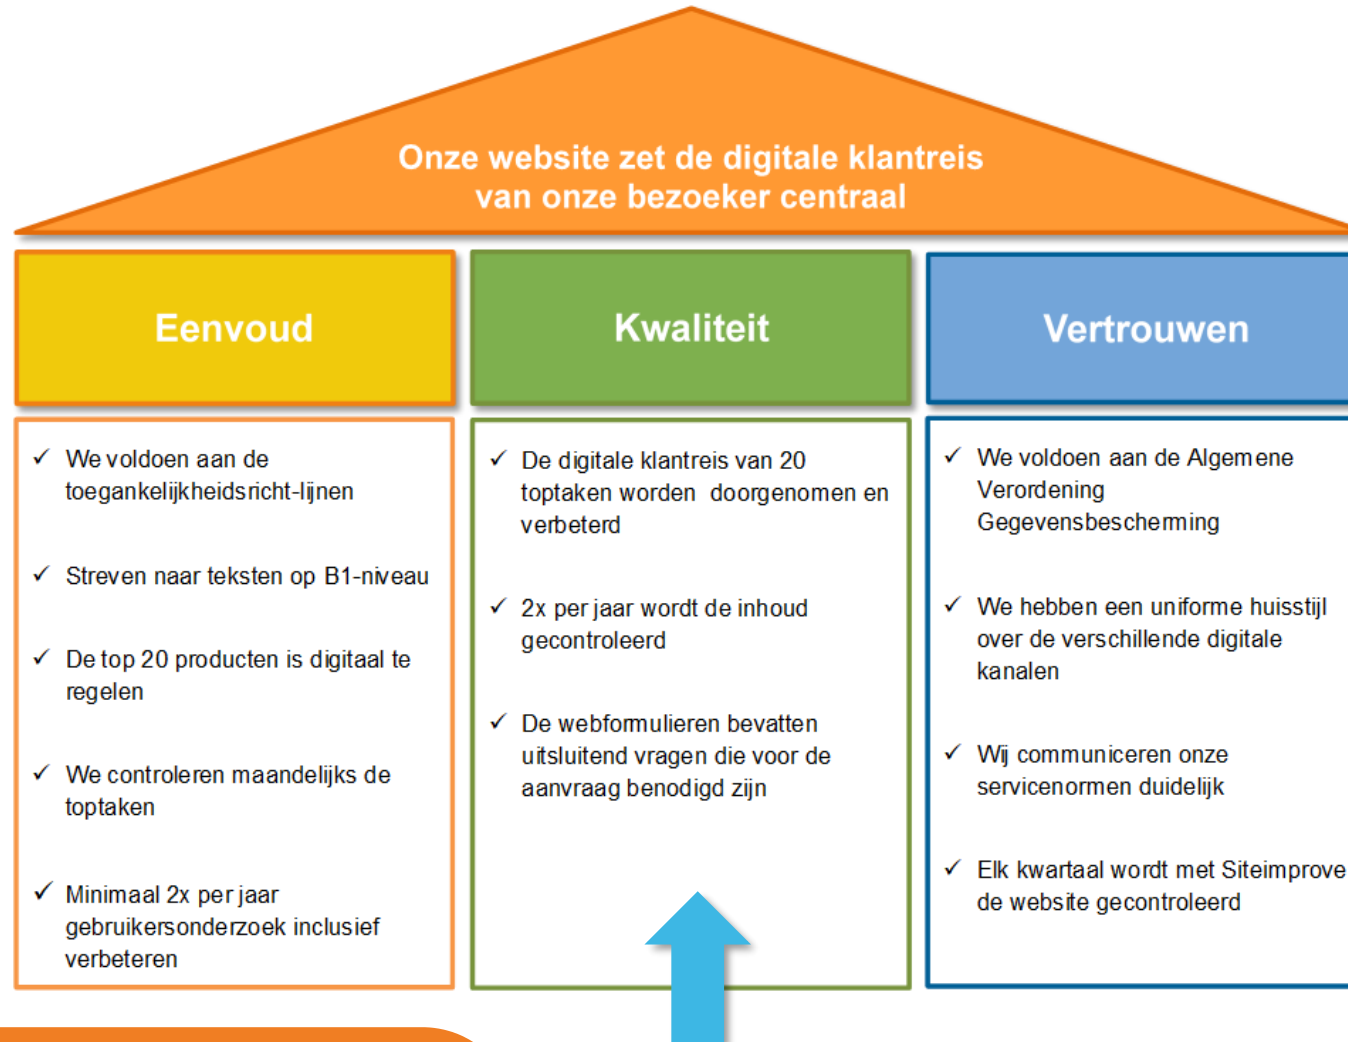 Onze website zet de digitale klantreis
van onze bezoeker centraal
Eenvoud
We voldoen aan de
toegankelijkheidsricht-lijnen
Streven naar teksten op B1-niveau
De top 20 producten is digitaal te
regelen
We controleren maandelijks de
toptaken
Minimaal 2x per jaar
gebruikersonderzoek inclusief
verbeteren
Kwaliteit
De digitale klantreis van 20
toptaken worden  doorgenomen en
verbeterd
2x per jaar wordt de inhoud
gecontroleerd
De webformulieren bevatten
uitsluitend vragen die voor de
aanvraag benodigd zijn
Vertrouwen
We voldoen aan de Algemene
Verordening
Gegevensbescherming
We hebben een uniforme huisstijl
over de verschillende digitale
kanalen
Wij communiceren onze
servicenormen duidelijk
Elk kwartaal wordt met Siteimprove
de website gecontroleerd